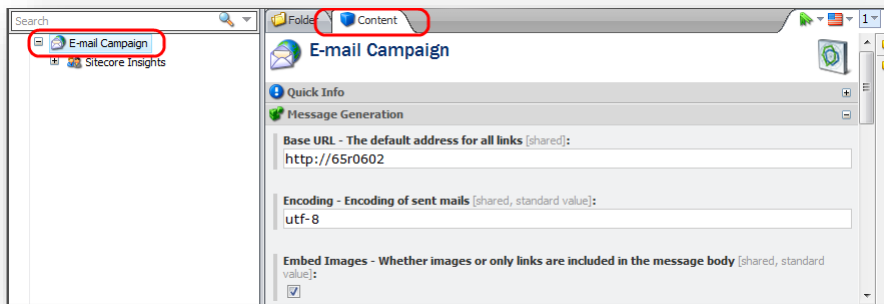 Search
E-mail Campaign
Sitecore Insights
Folder
Content
1
E-mail Campaign
Quick Info
Message Generation
Base URL - The default address for all links [shared]:
http://65r0602
Encoding - Encoding of sent mails [shared, standard value]:
utf-8
Embed Images - Whether images or only links are included in the message body [shared, standard
value]: